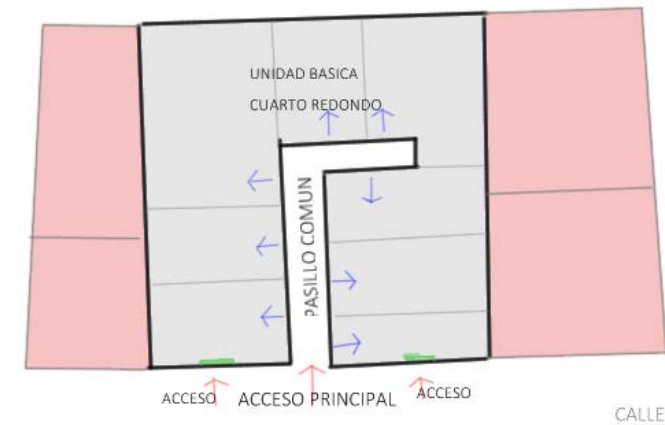 UNIDAD BASICA
CUARTO REDONDO
PASILLO COMUN
ACCESO
ACCESO PRINCIPAL
ACCESO
CALLE